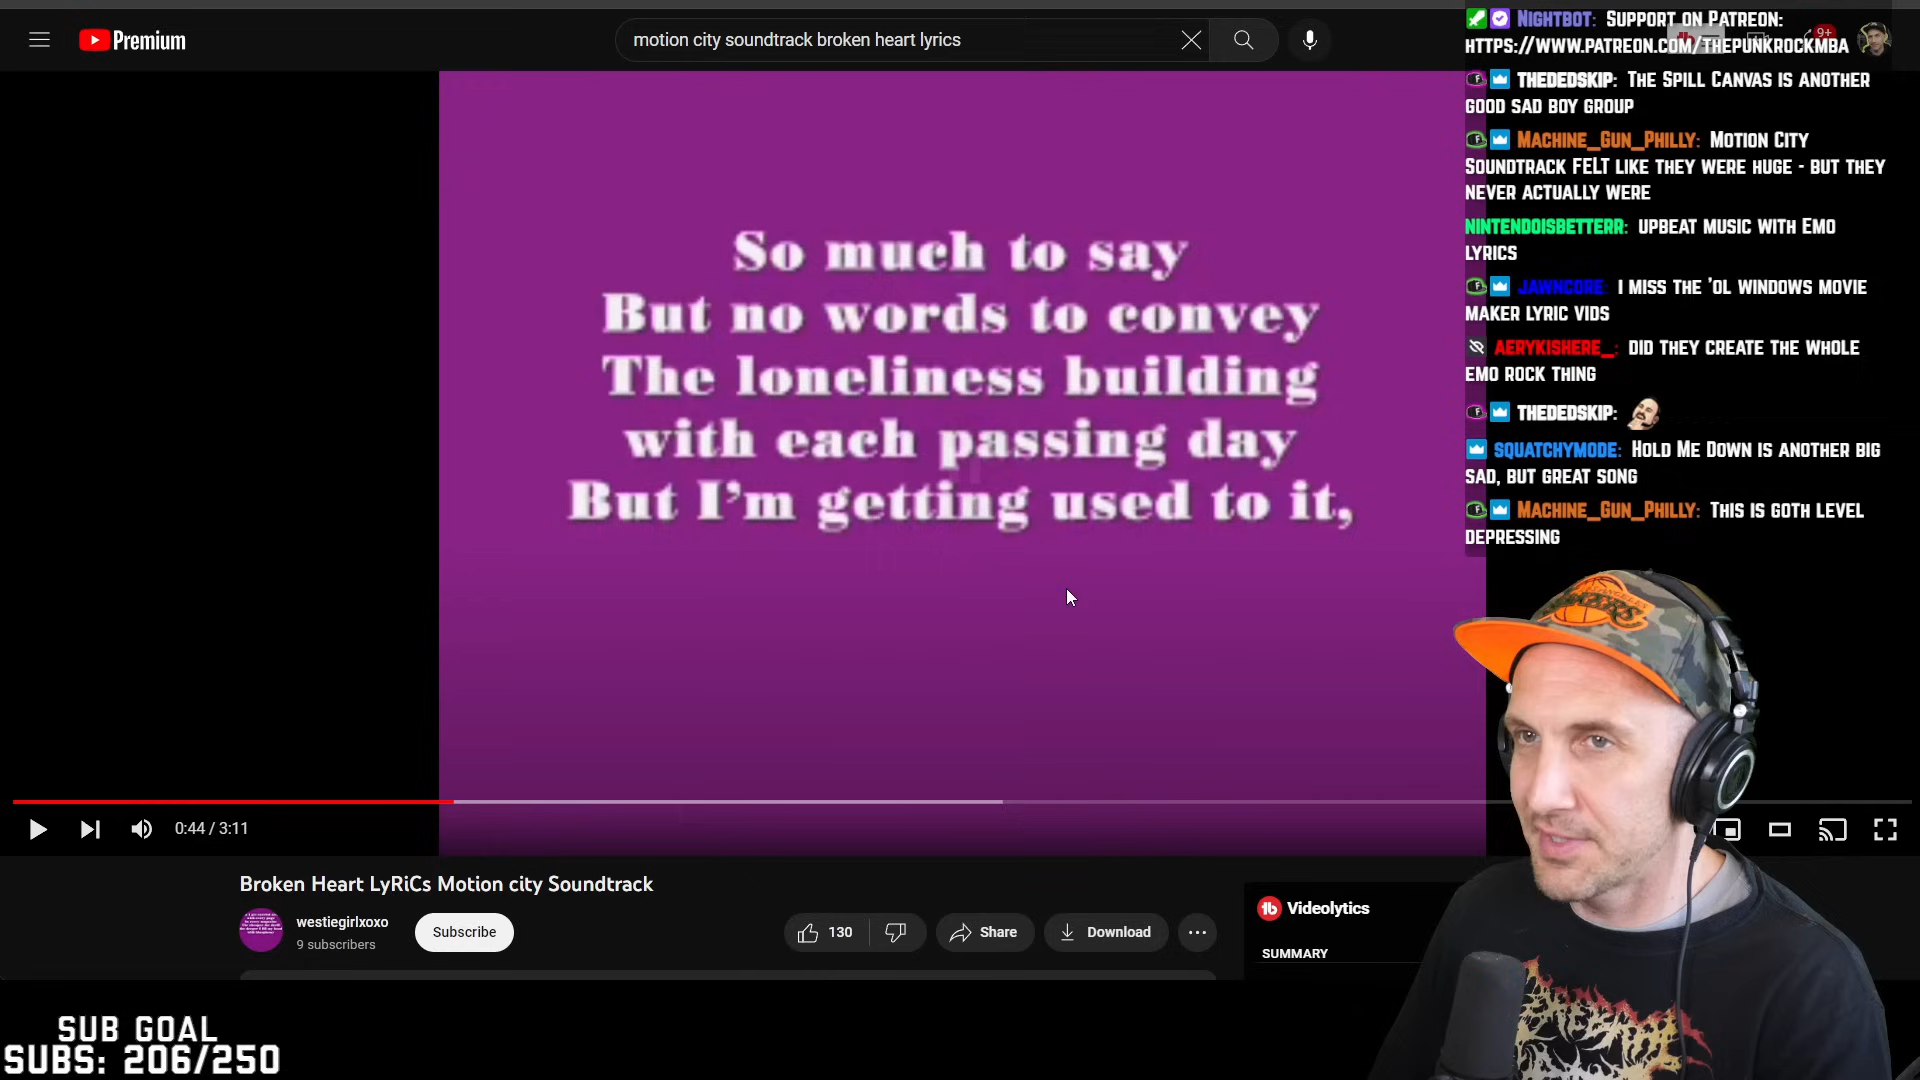 Premium
motion city soundtrack broken heart lyrics
9+
So much to say
But no words to convey
The loneliness building
with each passing day
But I'm getting used to it,
NIGHTBOT: SUPPORT ON PATREON:
HTTPS://WWW.PATREON.COM/THEPUNKROCKMBA
THEDEDSKIP: THE SPILL CANVAS IS ANOTHER
GOOD SAD BOY GROUP
MACHINE_GUN_PHILLY: MOTION CITY
SOUNDTRACK FELT LIKE THEY WERE HUGE - BUT THEY
NEVER ACTUALLY WERE
NINTENDOISBETTERR: UPBEAT MUSIC WITH EMO
LYRICS
JAWNCORE: I MISS THE 'OL WINDOWS MOVIE
MAKER LYRIC VIDS
AERYKISHERE_: DID THEY CREATE THE WHOLE
EMO ROCK THING
THEDEDSKIP:
SQUATCHYMODE: HOLD ME DOWN IS ANOTHER BIG
SAD, BUT GREAT SONG
MACHINE_GUN_PHILLY: THIS IS GOTH LEVEL
DEPRESSING
0:44 / 3:11
Broken Heart LyRiCs Motion city Soundtrack
westiegirlxoxo
9 subscribers
Subscribe
130
Share
Download
Videolytics
SUMMARY
SUB GOAL
SUBS: 206/250